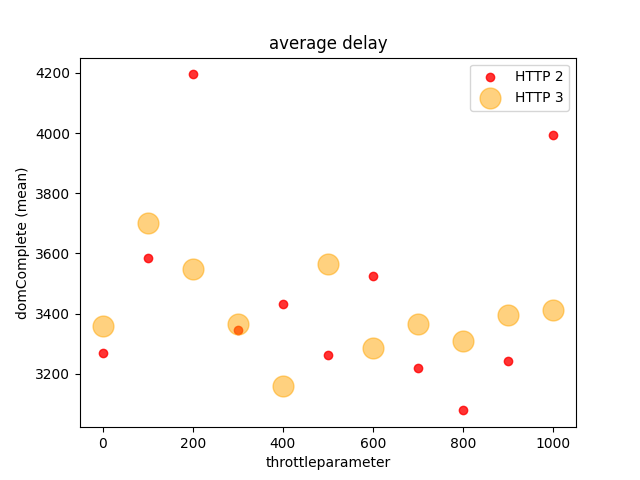 average delay
HTTP 2
HTTP 3
4200
4000
3800
3600
3400
3200
domComplete (mean)
0 200 400 600 800 1000
throttleparameter